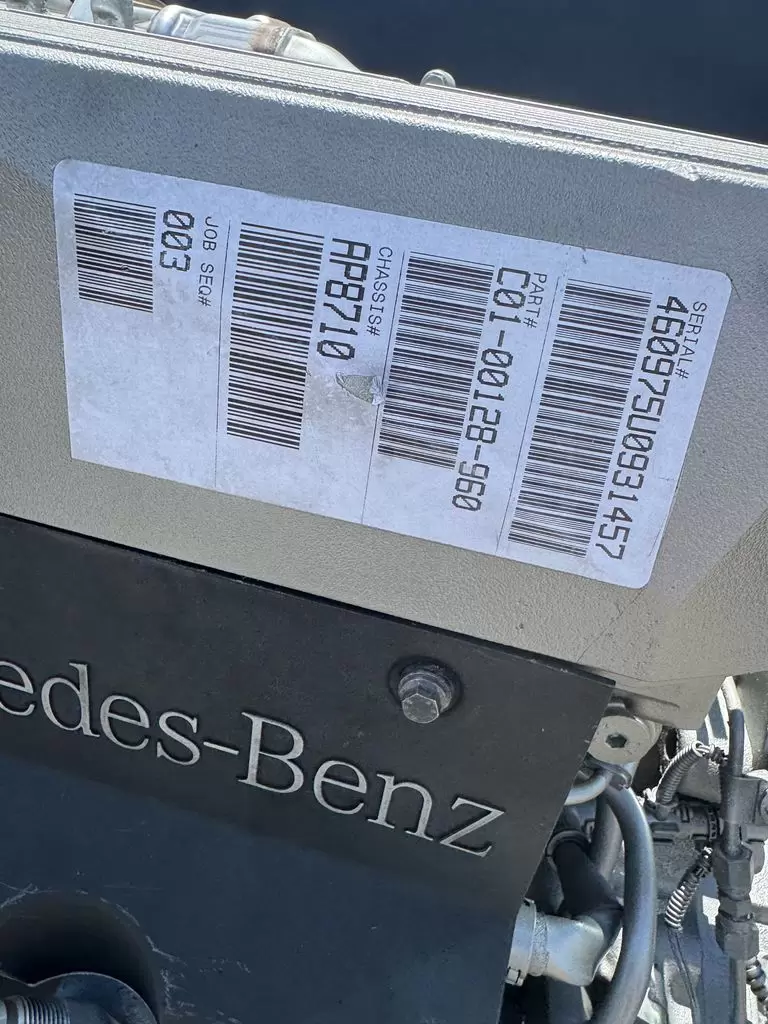 SERIAL#
460975U0931457
PART#
C01-00128-960
CHASSIS#
AP8710
JOB SEQ#
003
edes-Benz